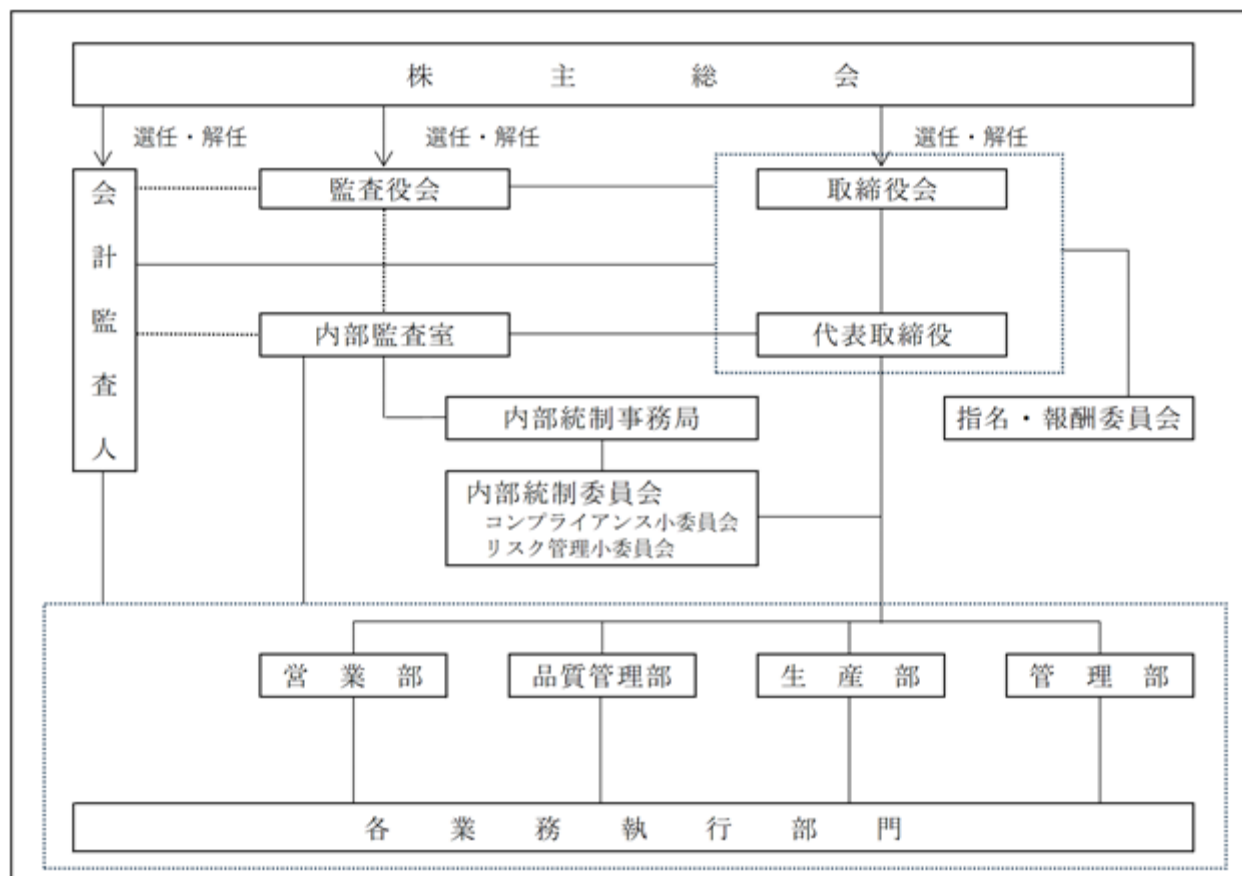 株主総会
選任・解任
選任・解任
選任・解任
会計監査人
監査役会
取締役会
内部監査室
代表取締役
内部統制事務局
指名・報酬委員会
内部統制委員会
コンプライアンス小委員会
リスク管理小委員会
営業部
品質管理部
生産部
管理部
各業務執行部門